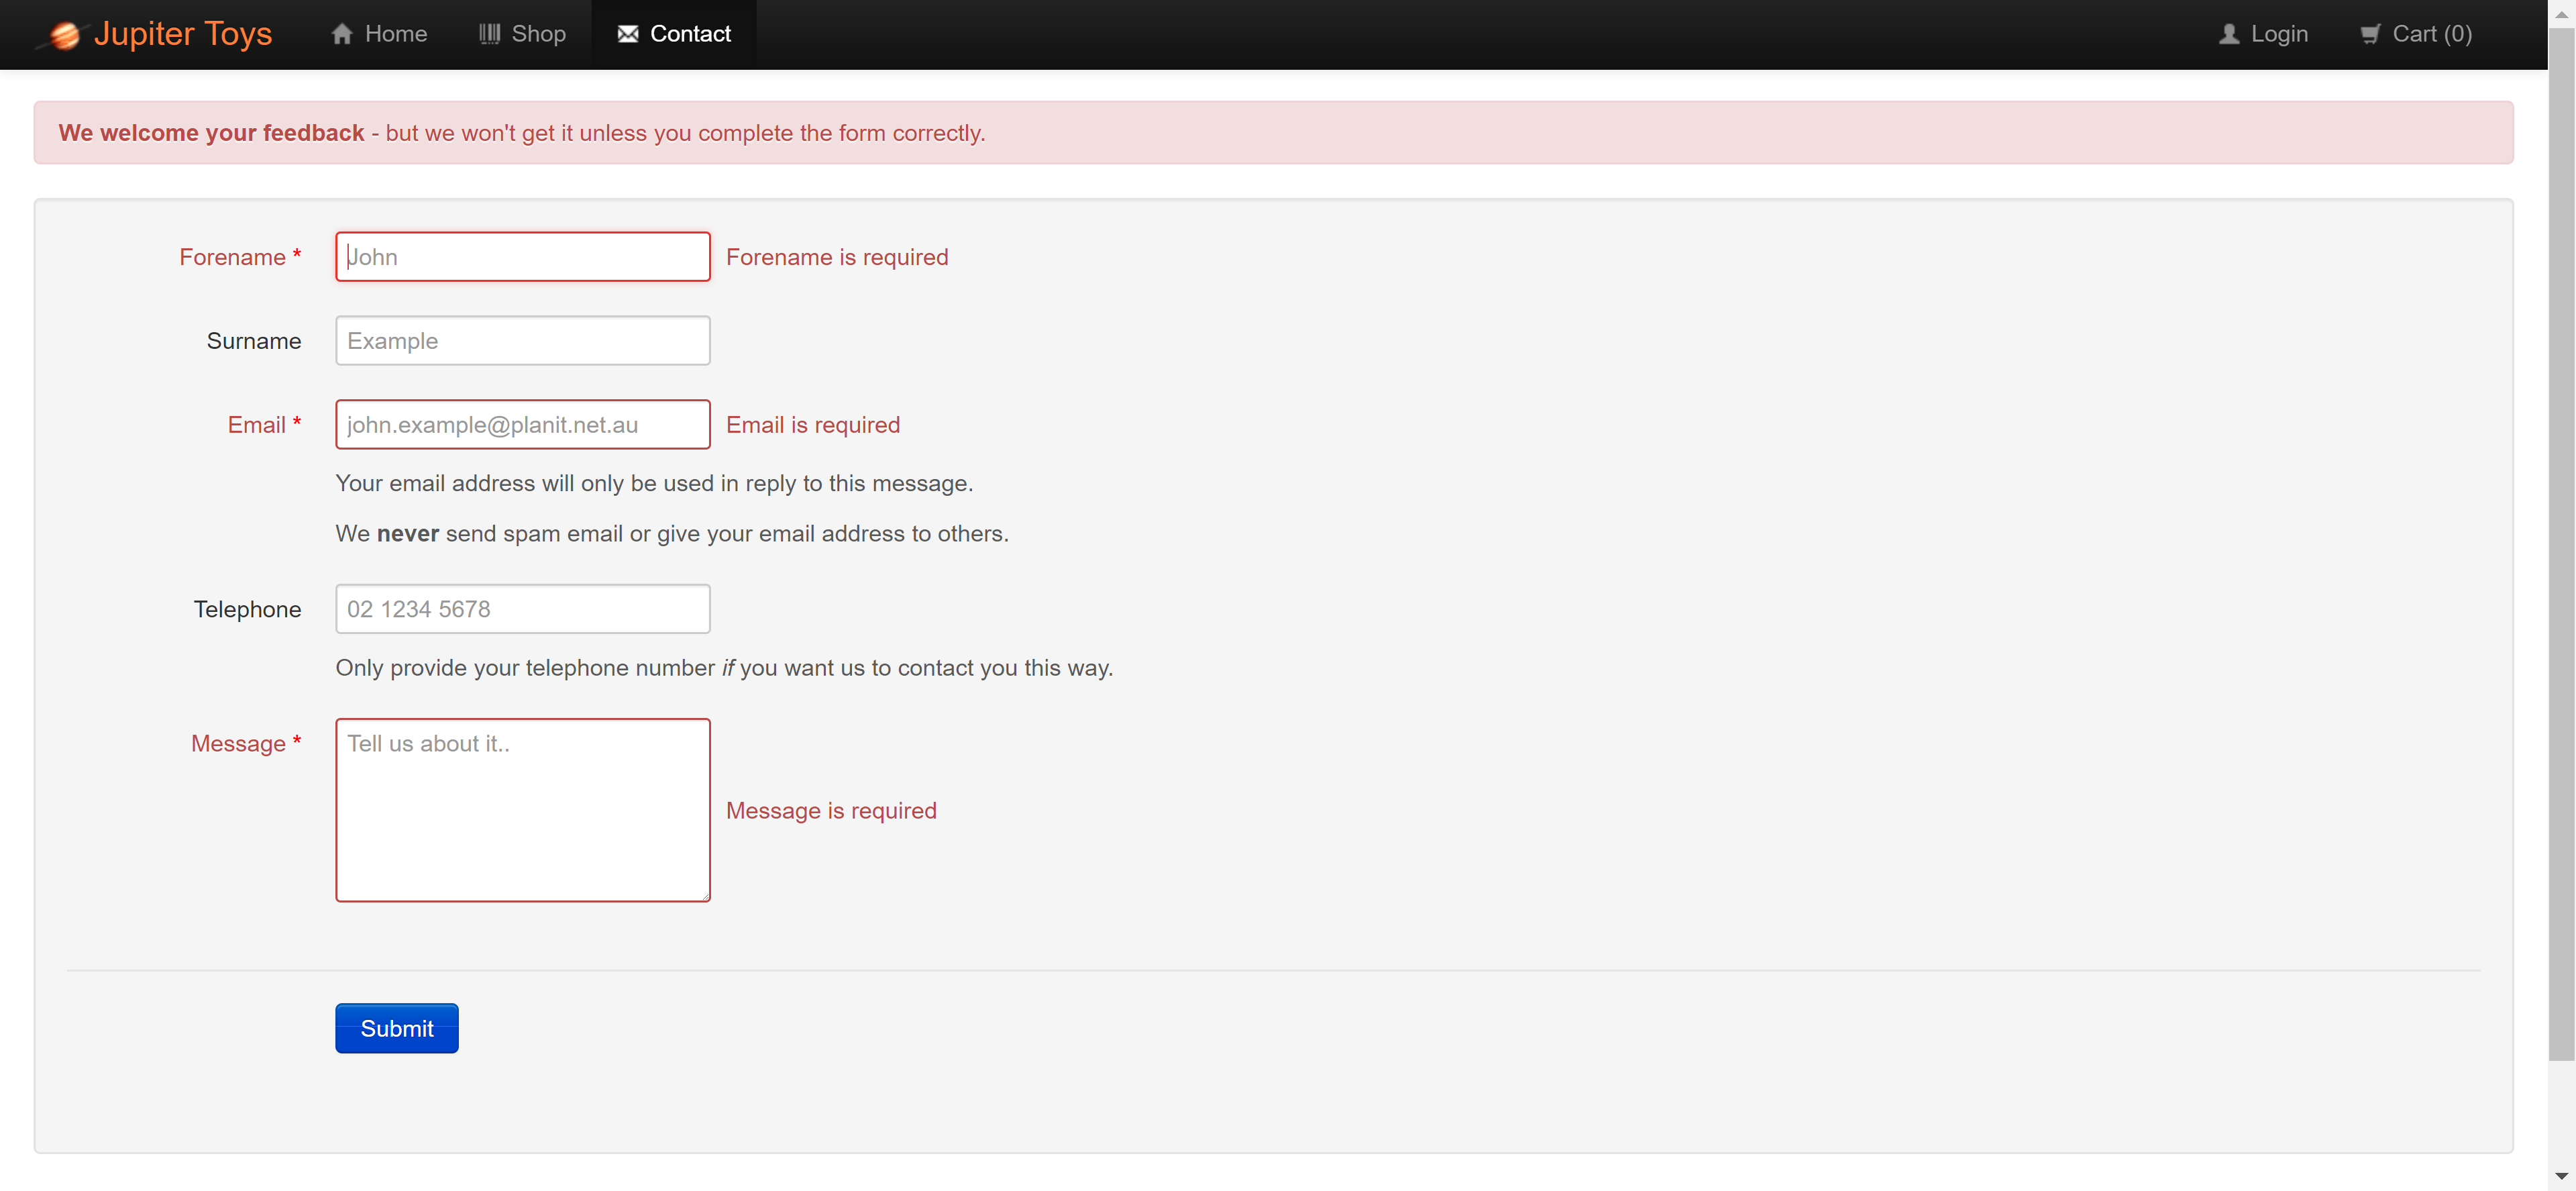 Jupiter Toys Home Shop Contact Login Cart (0)
We welcome your feedback - but we won't get it unless you complete the form correctly.
Forename * John Forename is required
Surname Example
Email * john.example@planit.net.au Email is required
Your email address will only be used in reply to this message.
We never send spam email or give your email address to others.
Telephone 02 1234 5678
Only provide your telephone number if you want us to contact you this way.
Message * Tell us about it..
Message is required
Submit